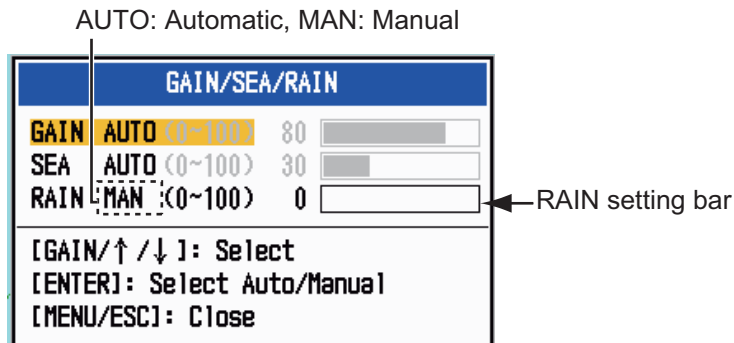 AUTO: Automatic, MAN: Manual
GAIN/SEA/RAIN
GAIN AUTO (0~100) 80
SEA AUTO (0~100) 30
RAIN MAN (0~100) 0
RAIN setting bar
[GAIN/↑/↓]: Select
[ENTER]: Select Auto/Manual
[MENU/ESC]: Close